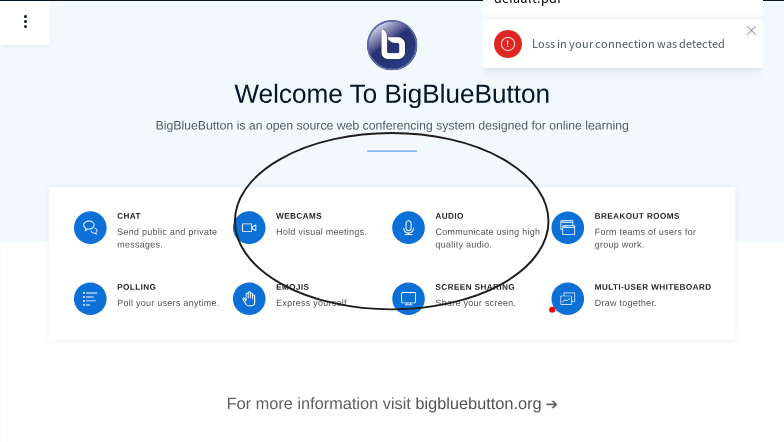 default.pdf
Loss in your connection was detected
Welcome To BigBlueButton
BigBlueButton is an open source web conferencing system designed for online learning
CHAT
Send public and private
messages.
WEBCAMS
Hold visual meetings.
AUDIO
Communicate using high
quality audio.
BREAKOUT ROOMS
Form teams of users for
group work.
POLLING
Poll your users anytime.
EMOJIS
Express yourself.
SCREEN SHARING
Share your screen.
MULTI-USER WHITEBOARD
Draw together.
For more information visit bigbluebutton.org →